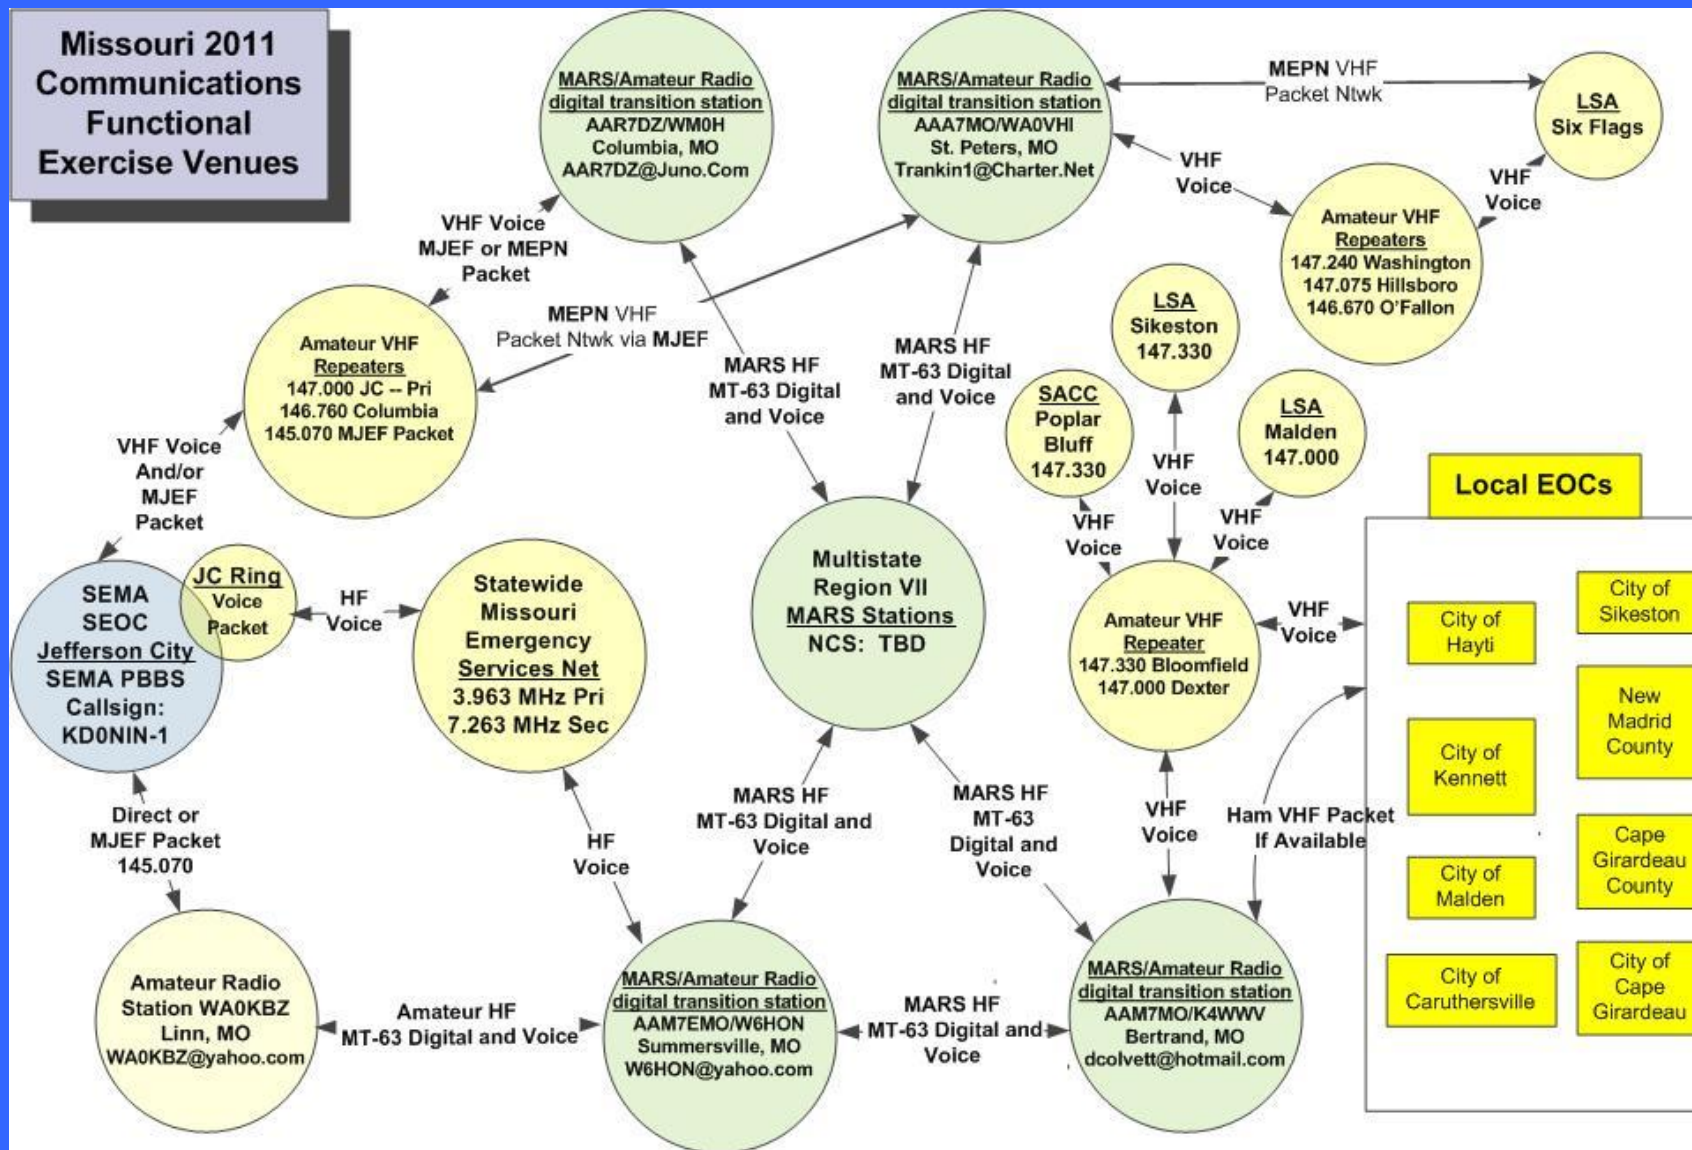 Missouri 2011
Communications
Functional
Exercise Venues
MARS/Amateur Radio
digital transition station
AAR7DZ/WM0H
Columbia, MO
AAR7DZ@Juno.Com
MARS/Amateur Radio
digital transition station
AAA7MO/WA0VHI
St. Peters, MO
Trankin1@Charter.Net
MEPN VHF
Packet Ntwk
LSA
Six Flags
VHF
Voice
VHF
Voice
Amateur VHF
Repeaters
147.240 Washington
147.075 Hillsboro
146.670 O'Fallon
VHF Voice
MJEF or MEPN
Packet
MEPN VHF
Packet Ntwk via MJEF
Amateur VHF
Repeaters
147.000 JC -- Pri
146.760 Columbia
145.070 MJEF Packet
MARS HF
MT-63 Digital
and Voice
MARS HF
MT-63 Digital
and Voice
LSA
Sikeston
147.330
SACC
Poplar
Bluff
147.330
LSA
Malden
147.000
VHF
Voice
VHF
Voice
VHF
Voice
VHF Voice
And/or
MJEF
Packet
SEMA
SEOC
Jefferson City
SEMA PBBS
Callsign:
KD0NIN-1
JC Ring
Voice
Packet
HF
Voice
Statewide
Missouri
Emergency
Services Net
3.963 MHz Pri
7.263 MHz Sec
Multistate
Region VII
MARS Stations
NCS: TBD
Amateur VHF
Repeater
147.330 Bloomfield
147.000 Dexter
VHF
Voice
Local EOCs
City of
Hayti
City of
Sikeston
City of
Kennett
New
Madrid
County
City of
Malden
Cape
Girardeau
County
City of
Caruthersville
City of
Cape
Girardeau
Direct or
MJEF Packet
145.070
HF
Voice
MARS HF
MT-63 Digital and
Voice
MARS HF
MT-63
Digital and
Voice
VHF
Voice
Ham VHF Packet
If Available
Amateur Radio
Station WA0KBZ
Linn, MO
WA0KBZ@yahoo.com
Amateur HF
MT-63 Digital and Voice
MARS/Amateur Radio
digital transition station
AAM7EMO/W6HON
Summersville, MO
W6HON@yahoo.com
MARS HF
MT-63 Digital and
Voice
MARS/Amateur Radio
digital transition station
AAM7MO/K4WWV
Bertrand, MO
dcolvett@hotmail.com